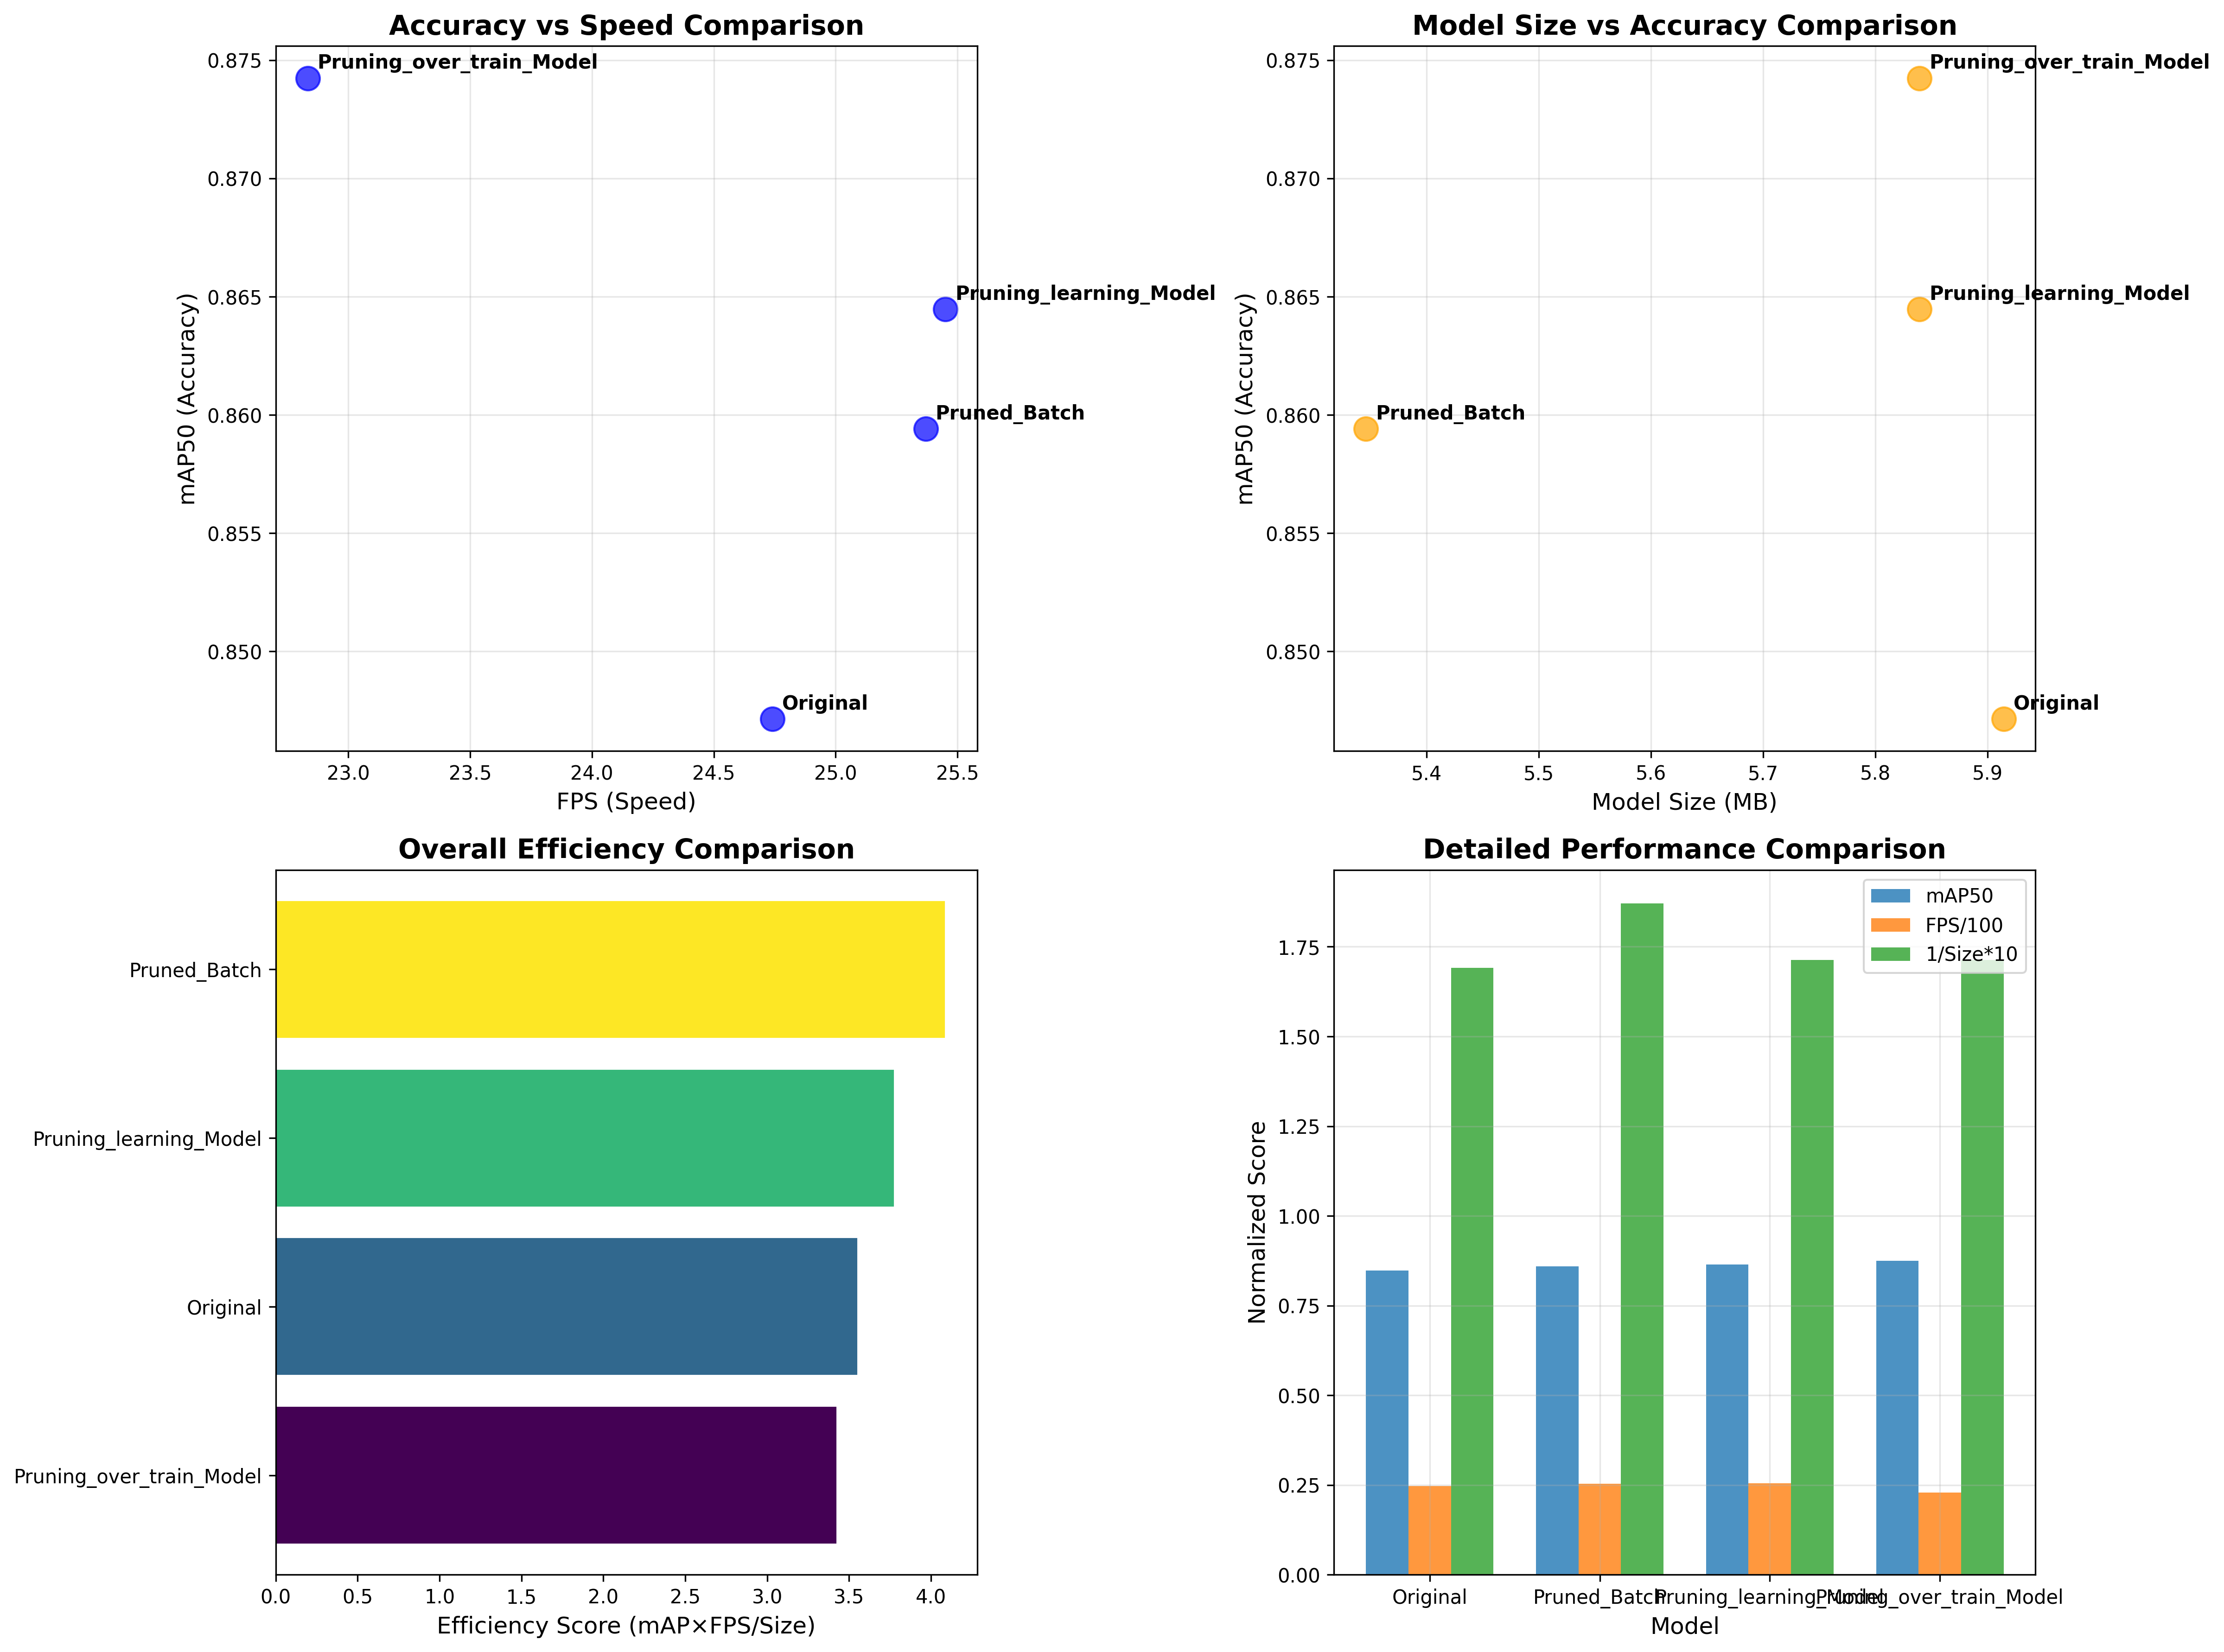 Accuracy vs Speed Comparison
0.875
0.870
0.865
0.860
0.855
0.850
mAP50 (Accuracy)
Pruning_over_train_Model
Pruning_learning_Model
Pruned_Batch
Original
23.0 23.5 24.0 24.5 25.0 25.5
FPS (Speed)
Model Size vs Accuracy Comparison
0.875
0.870
0.865
0.860
0.855
0.850
mAP50 (Accuracy)
Pruning_over_train_Model
Pruning_learning_Model
Pruned_Batch
Original
5.4 5.5 5.6 5.7 5.8 5.9
Model Size (MB)
Overall Efficiency Comparison
Pruned_Batch
Pruning_learning_Model
Original
Pruning_over_train_Model
0.0 0.5 1.0 1.5 2.0 2.5 3.0 3.5 4.0
Efficiency Score (mAP×FPS/Size)
Detailed Performance Comparison
mAP50
FPS/100
1/Size*10
1.75
1.50
1.25
1.00
0.75
0.50
0.25
0.00
Normalized Score
Original Pruned_Batch Pruning_learning_Model Pruning_over_train_Model
Model